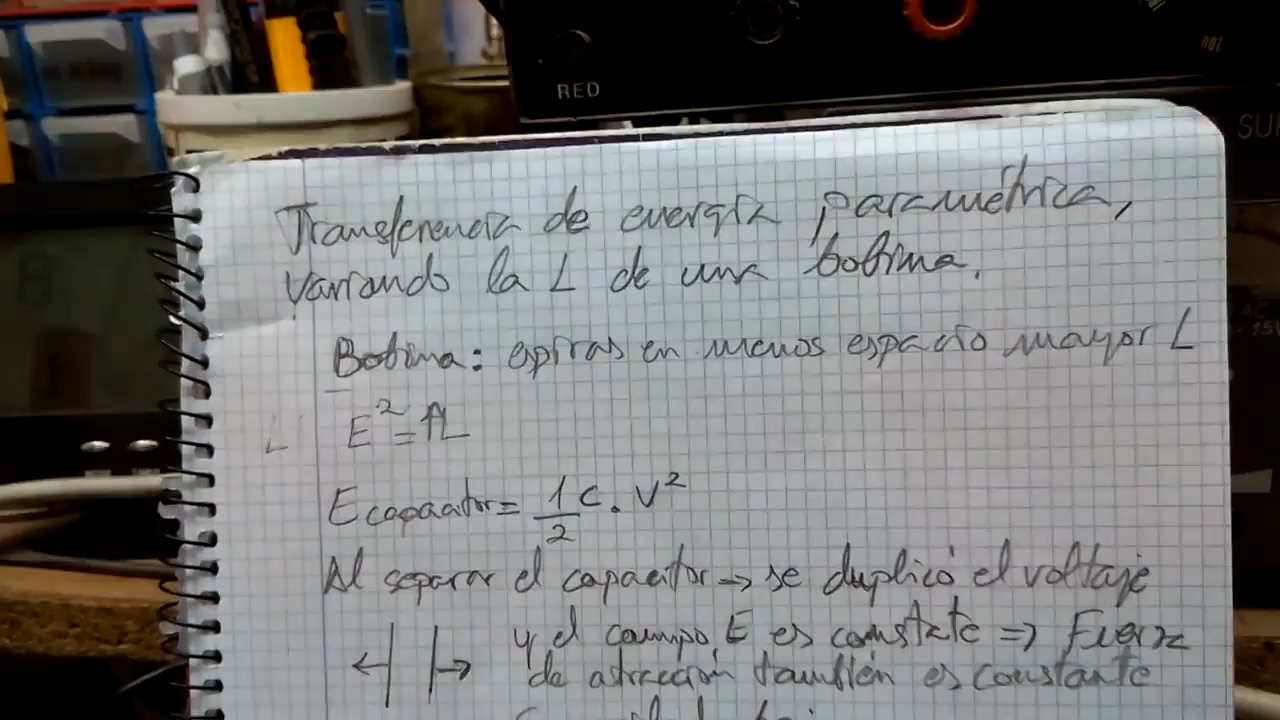 RED
SU
Transferencia de energía paramétrica,
variando la L de una bobina.
Bobina: espiras en menos espacio mayor L
L
E² = AL
E capacitor = 1/2 C . V²
Al separar el capacitor → se duplicó el voltaje
y el campo E es constate ⇒ Fuerza
de atracción también es constante